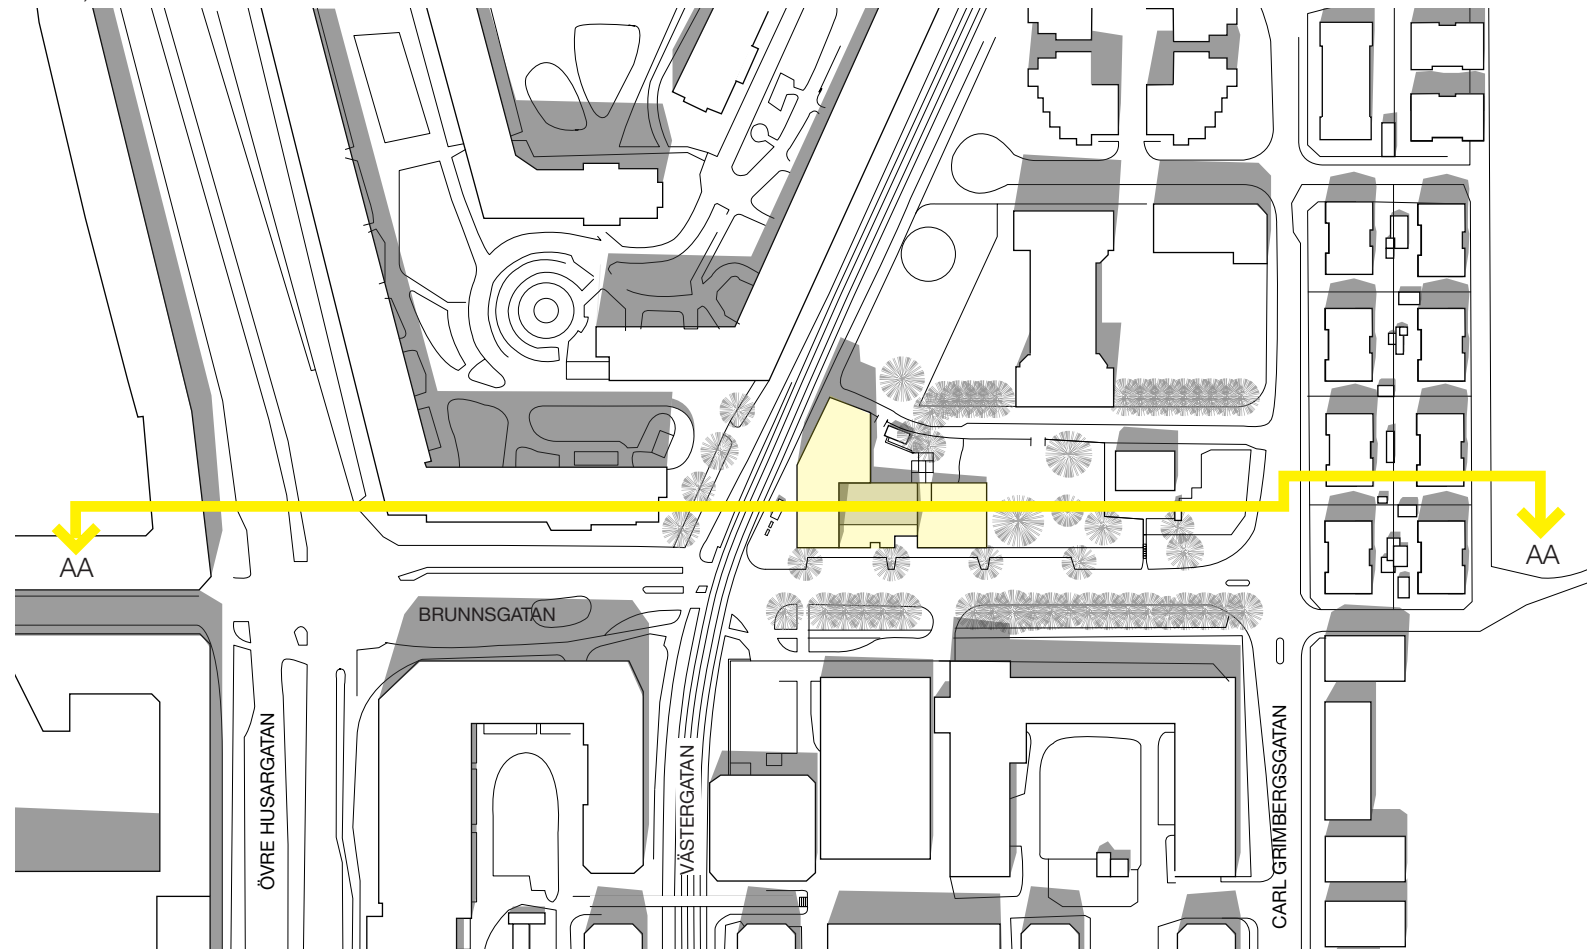 AA
AA
BRUNNSGATAN
ÖVRE HUSARGATAN
VÄSTERGATAN
CARL GRIMBERGSGATAN